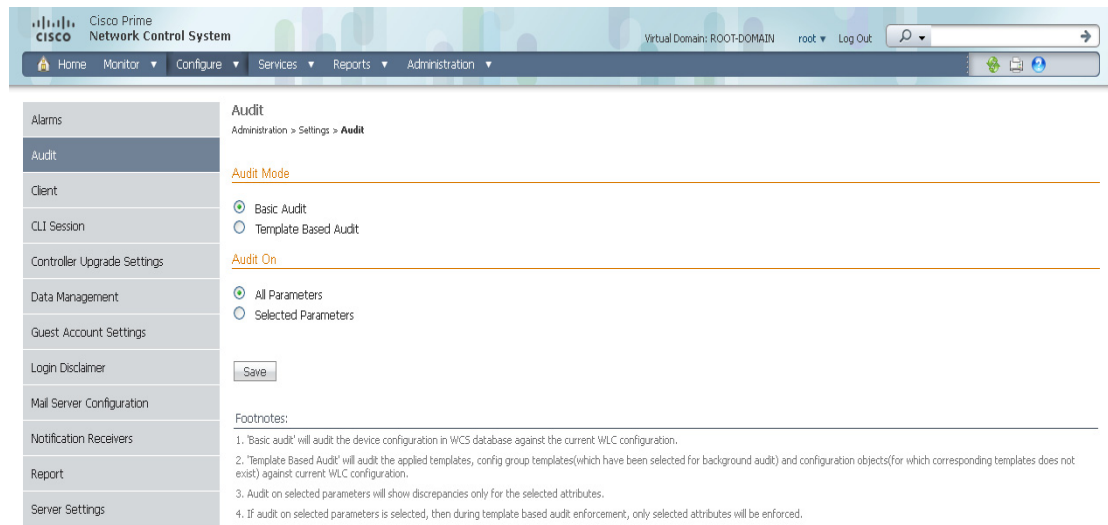 cisco
Cisco Prime
Network Control System
Virtual Domain: ROOT-DOMAIN root ▾ Log Out
Home Monitor ▾ Configure ▾ Services ▾ Reports ▾ Administration ▾
Alarms
Audit
Client
CLI Session
Controller Upgrade Settings
Data Management
Guest Account Settings
Login Disclaimer
Mail Server Configuration
Notification Receivers
Report
Server Settings
Audit
Administration > Settings > Audit
Audit Mode
Basic Audit
Template Based Audit
Audit On
All Parameters
Selected Parameters
Save
Footnotes:
1. 'Basic audit' will audit the device configuration in WCS database against the current WLC configuration.
2. 'Template Based Audit' will audit the applied templates, config group templates(which have been selected for background audit) and configuration objects(for which corresponding templates does not
exist) against current WLC configuration.
3. Audit on selected parameters will show discrepancies only for the selected attributes.
4. If audit on selected parameters is selected, then during template based audit enforcement, only selected attributes will be enforced.